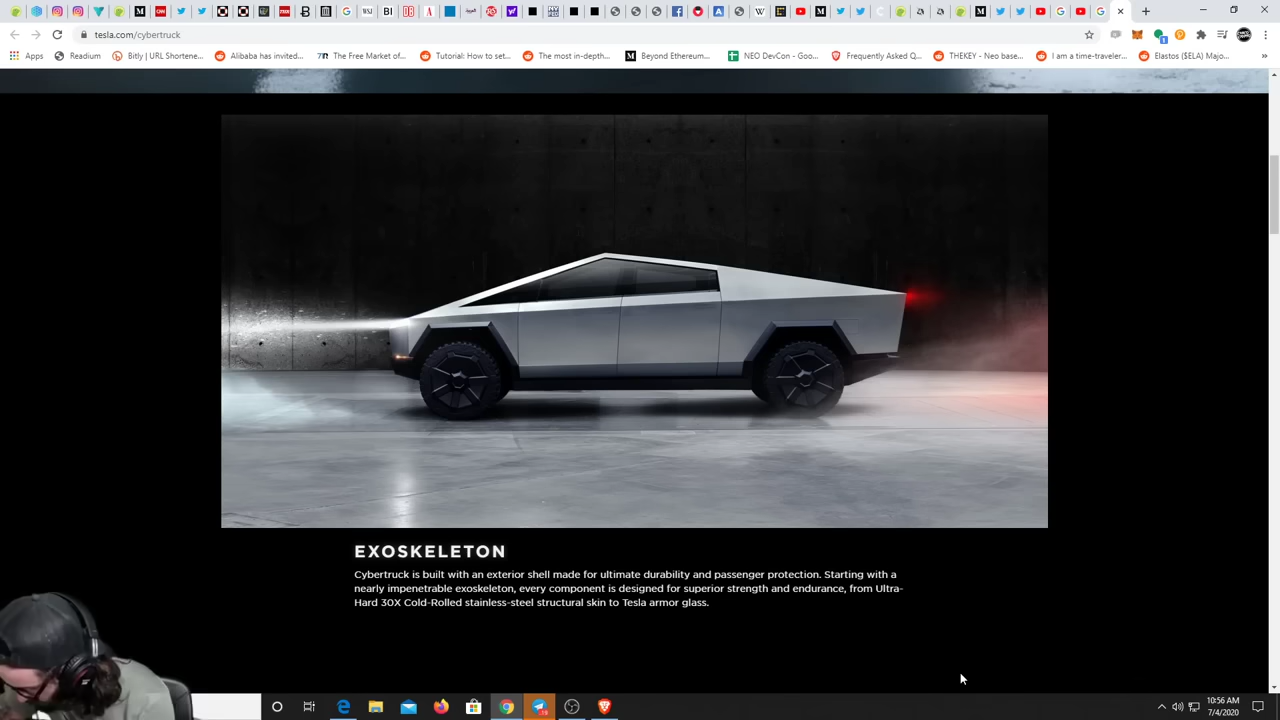 tesla.com/cybertruck
Apps
Readium
Bitly | URL Shortene...
Alibaba has invited...
The Free Market of...
Tutorial: How to set...
The most in-depth...
Beyond Ethereum...
NEO DevCon - Goo...
Frequently Asked Q...
THEKEY - Neo base...
I am a time-traveler...
Elastos ($ELA) Majo...
EXOSKELETON
Cybertruck is built with an exterior shell made for ultimate durability and passenger protection. Starting with a
nearly impenetrable exoskeleton, every component is designed for superior strength and endurance, from Ultra-
Hard 30X Cold-Rolled stainless-steel structural skin to Tesla armor glass.
10:56 AM
7/4/2020